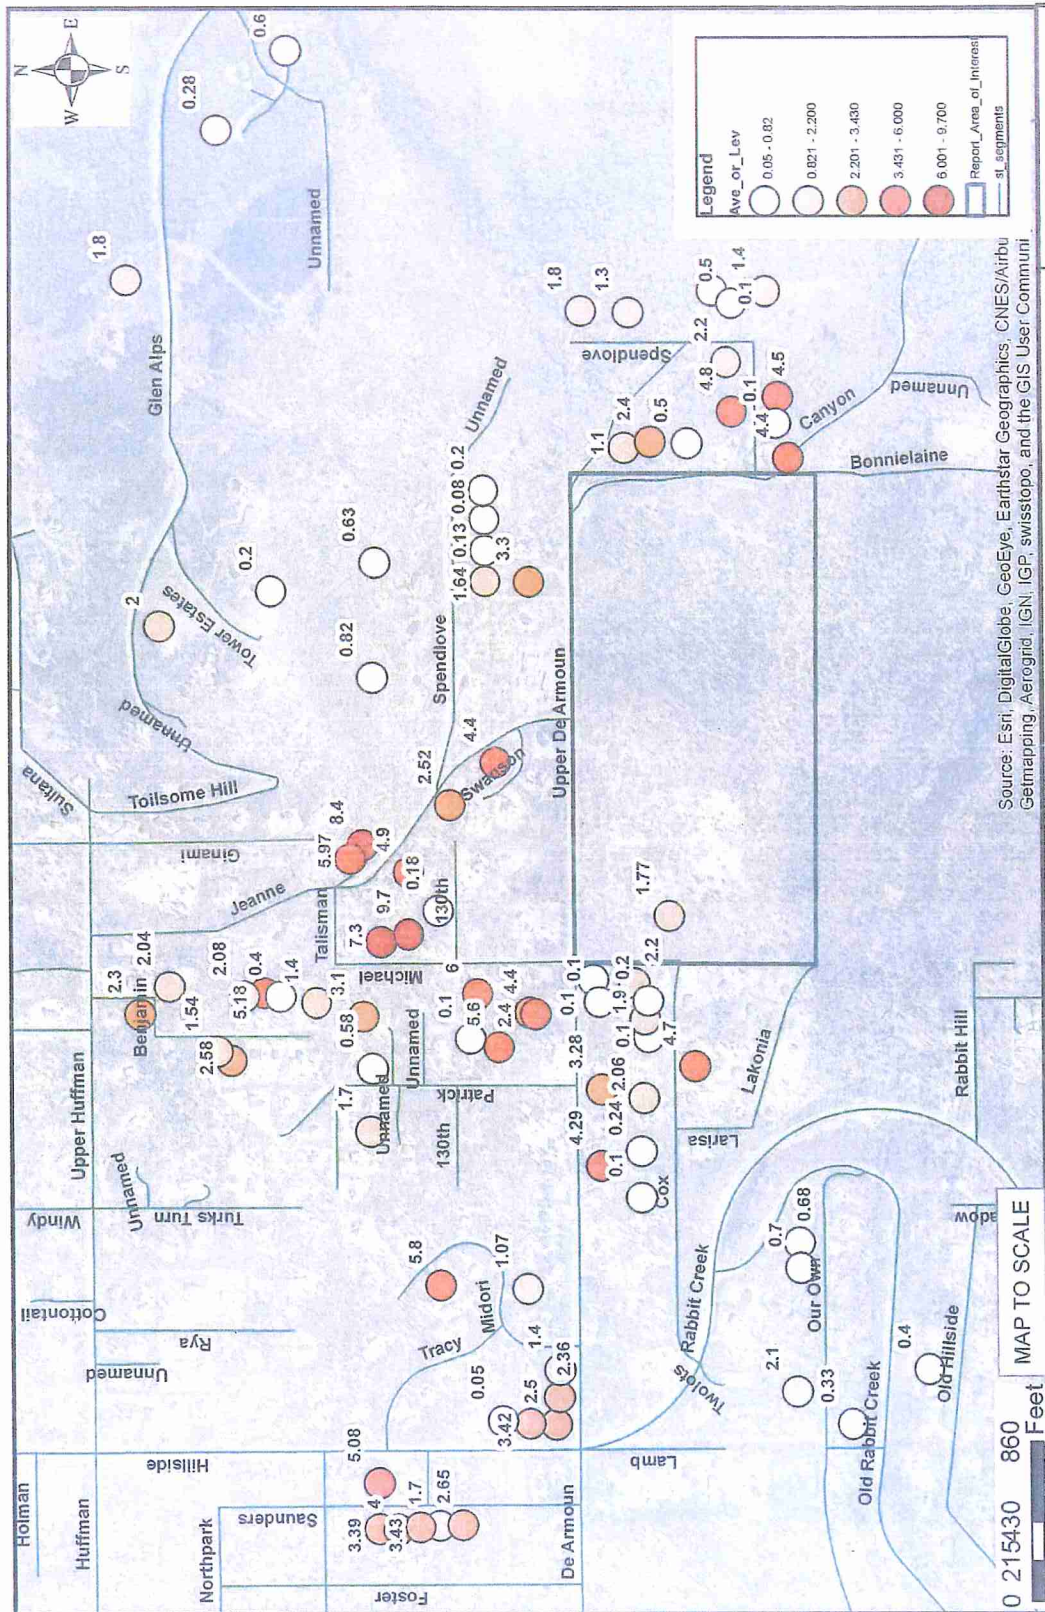 N
E
S
W
0.6
0.28
1.8
Unnamed
Glen Alps
Legend
Ave_or_Lev
0.05 - 0.82
0.821 - 2.200
2.201 - 3.430
3.431 - 6.000
6.001 - 9.700
Report_Area_of_Interest
st_segments
1.8
1.3
0.5
1.4
0.1
2.2
Spendlove
4.8
0.1
4.5
4.4
2.4
0.5
1.1
Canyon
Unnamed
Bonnielaine
Unnamed
0.2
0.08
0.13
3.3
1.64
0.63
0.2
0.82
2
Tower Estates
Unnamed
Sultana
Toilsome Hill
Spendlove
4.4
2.52
Swanson
Upper De Armoun
Ginami
8.4
4.9
5.97
0.18
Jeanne
Talisman
9.7
7.3
130th
Michael
1.77
2.3
2.04
Benjamin
1.54
2.08
0.4
1.4
5.18
2.58
3.1
0.58
6
4.4
0.1
5.6
2.4
Unnamed
0.1
0.1
0.2
2.2
1.9
0.1
4.7
3.28
2.06
0.24
4.29
0.1
Upper Huffman
1.7
Unnamed
Patrick
130th
Lakonia
Larisa
Rabbit Hill
Cox
Windy
Unnamed
Turks Turn
Cottontail
Rya
Unnamed
5.8
1.07
Midori
Tracy
1.4
2.36
0.05
2.5
3.42
Rabbit Creek
Twolots
0.68
0.7
Our Own
2.1
0.33
0.4
Old Hillside
Old Rabbit Creek
adow
Holman
Huffman
Hillside
5.08
4
1.7
2.65
3.39
3.43
Saunders
Northpark
Foster
De Armoun
Lamb
Source: Esri, DigitalGlobe, GeoEye, Earthstar Geographics, CNES/Airbu
Getmapping, Aerogrid, IGN, IGP, swisstopo, and the GIS User Communi
0 215430 860
Feet
MAP TO SCALE